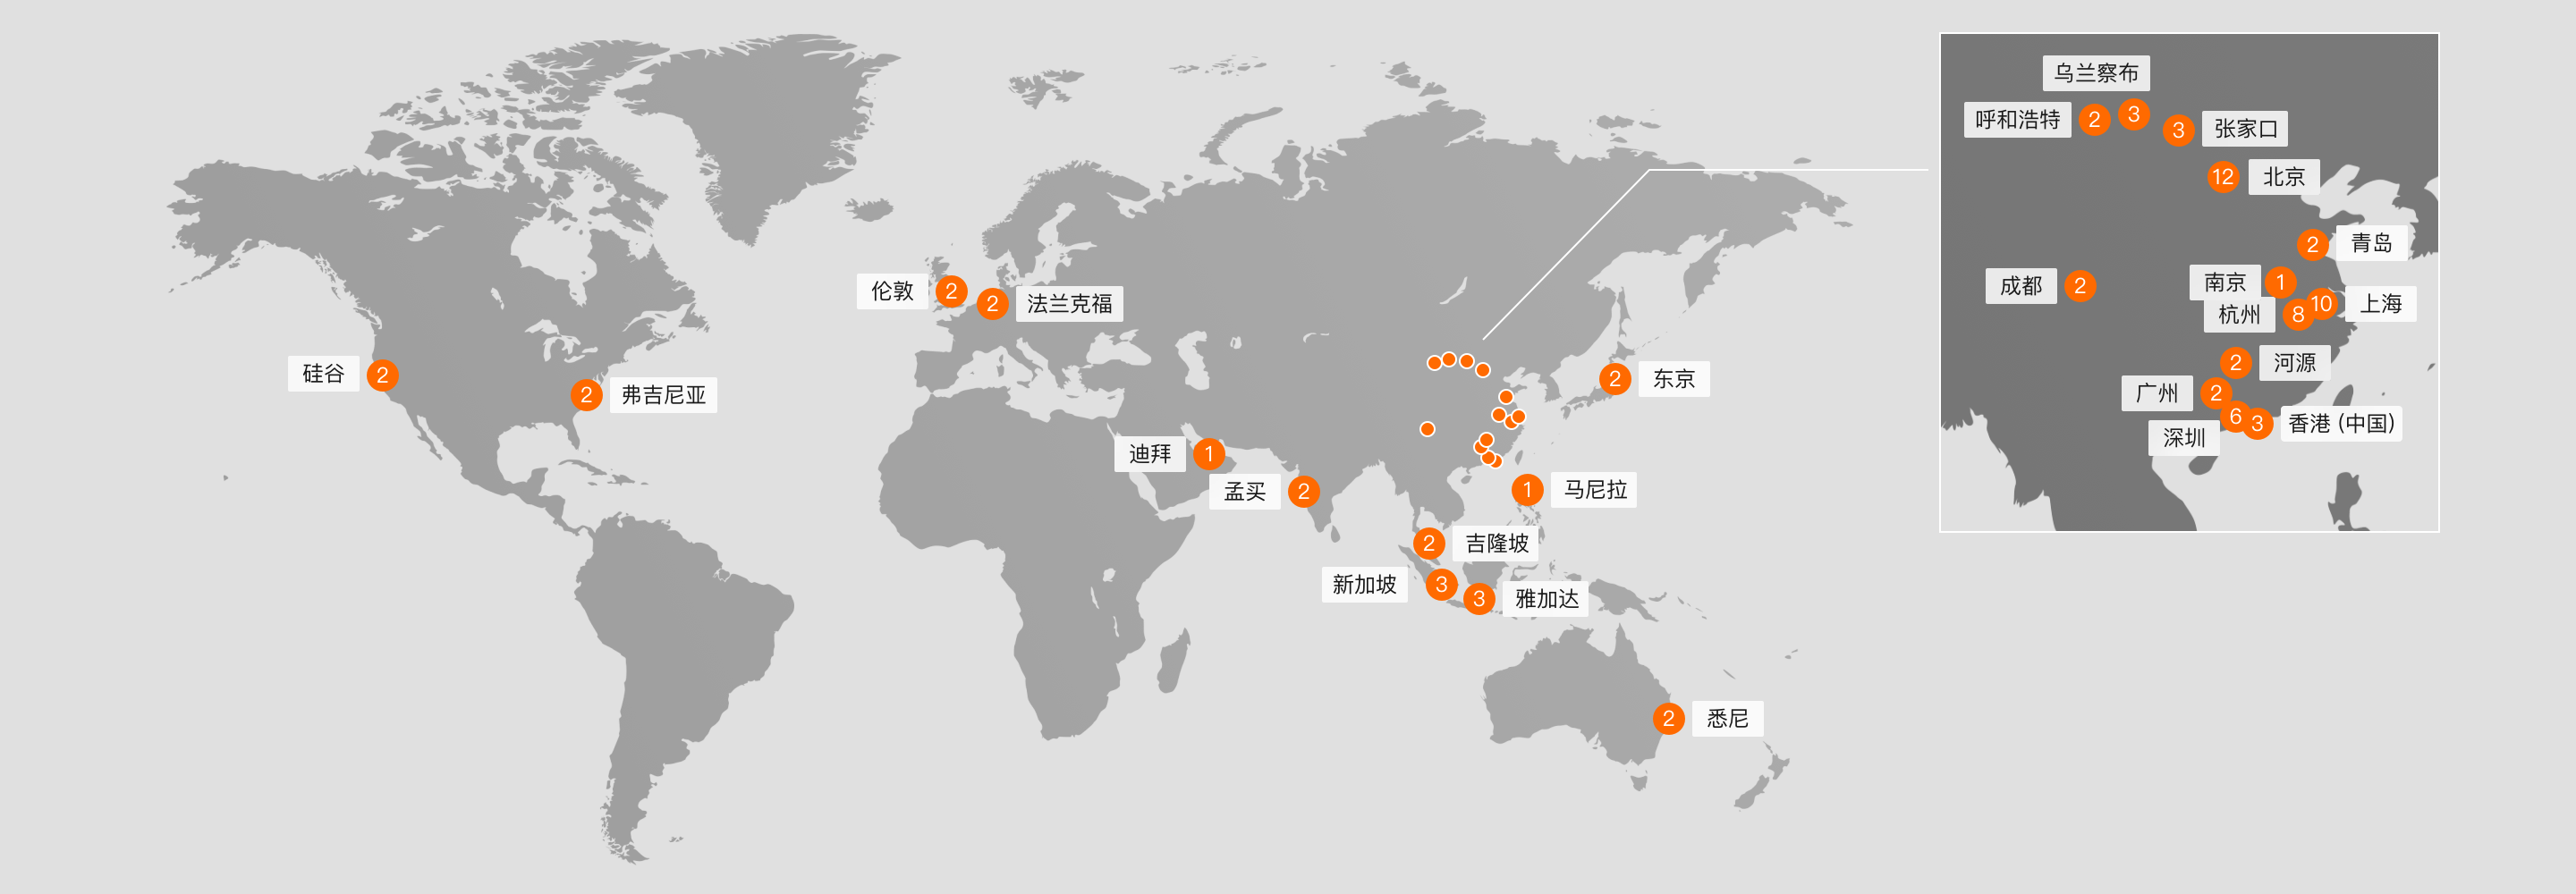 乌兰察布
呼和浩特 2
3
3 张家口
12 北京
2 青岛
成都 2
南京 1
杭州 8
10 上海
2 河源
广州 2
深圳 6
3 香港 (中国)
伦敦 2
2 法兰克福
硅谷 2
2 弗吉尼亚
2 东京
迪拜 1
孟买 2
1 马尼拉
2 吉隆坡
新加坡 3
3 雅加达
2 悉尼